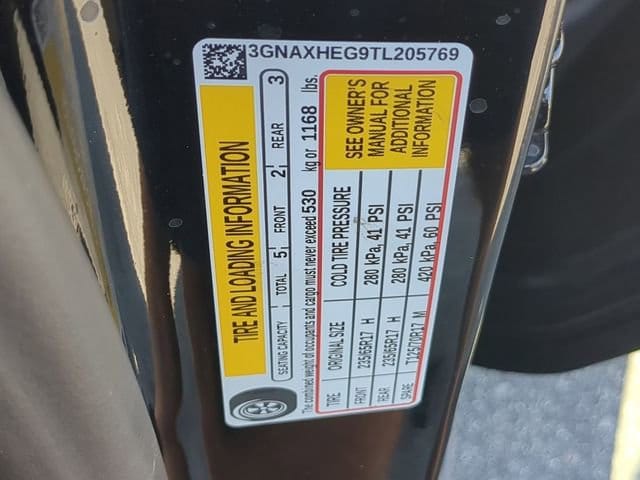 3GNAXHEG9TL205769
TIRE AND LOADING INFORMATION
SEATING CAPACITY TOTAL 5 FRONT 2 REAR 3
The combined weight of occupants and cargo must never exceed 530 kg or 1168 lbs.
TIRE ORIGINAL SIZE COLD TIRE PRESSURE
FRONT 235/65R17 H 280 kPa, 41 PSI
REAR 235/65R17 H 280 kPa, 41 PSI
SPARE T125/70R17 M 420 kPa, 60 PSI
SEE OWNER'S
MANUAL FOR
ADDITIONAL
INFORMATION